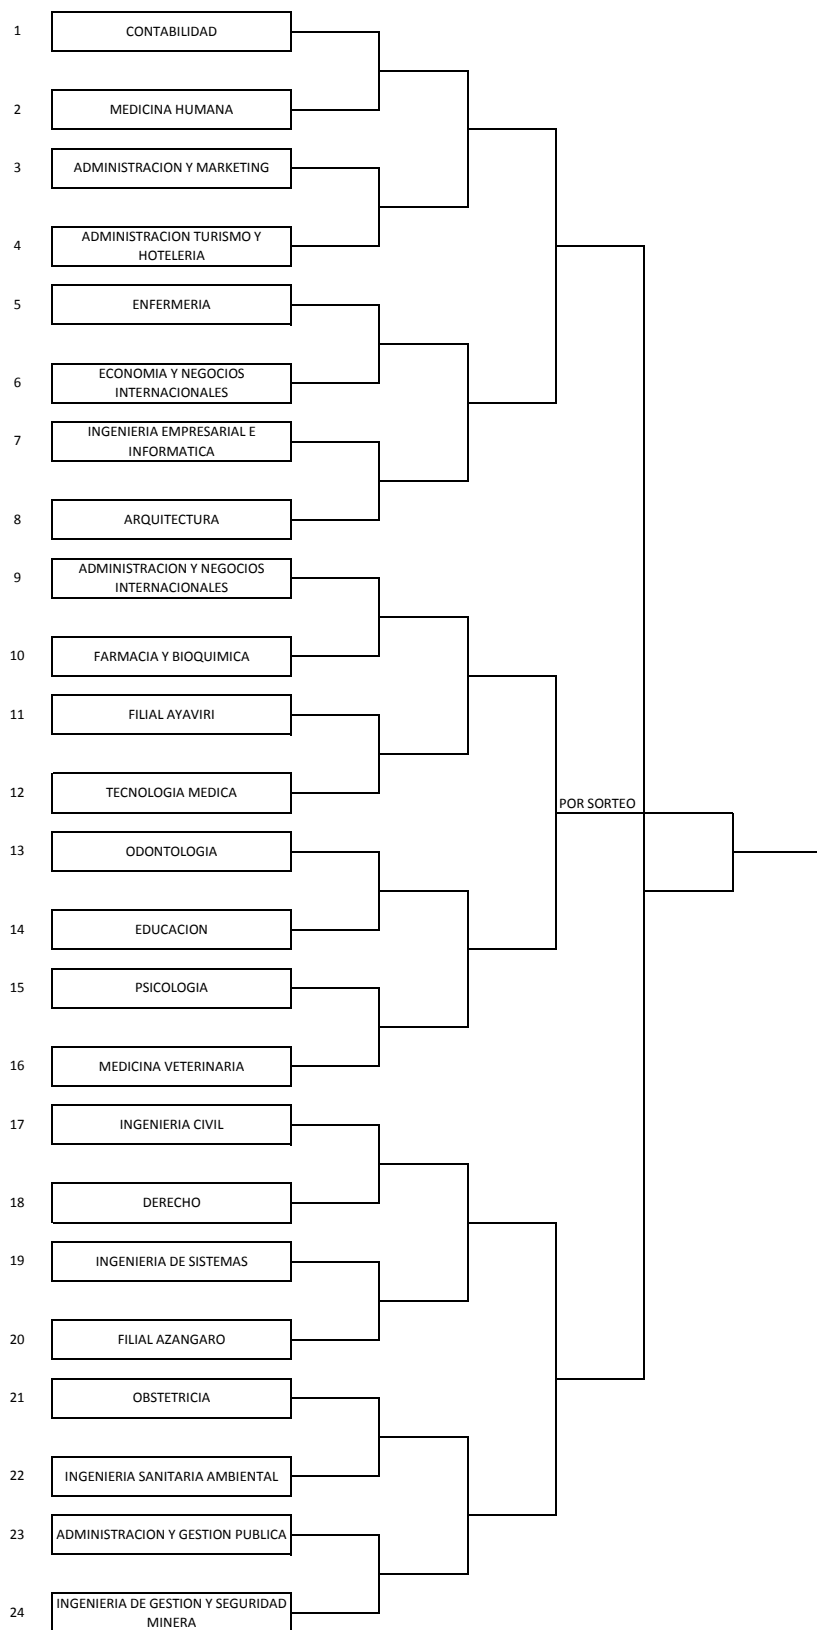 1 CONTABILIDAD
2 MEDICINA HUMANA
3 ADMINISTRACION Y MARKETING
4 ADMINISTRACION TURISMO Y
HOTELERIA
5 ENFERMERIA
6 ECONOMIA Y NEGOCIOS
INTERNACIONALES
7 INGENIERIA EMPRESARIAL E
INFORMATICA
8 ARQUITECTURA
9 ADMINISTRACION Y NEGOCIOS
INTERNACIONALES
10 FARMACIA Y BIOQUIMICA
11 FILIAL AYAVIRI
12 TECNOLOGIA MEDICA
POR SORTEO
13 ODONTOLOGIA
14 EDUCACION
15 PSICOLOGIA
16 MEDICINA VETERINARIA
17 INGENIERIA CIVIL
18 DERECHO
19 INGENIERIA DE SISTEMAS
20 FILIAL AZANGARO
21 OBSTETRICIA
22 INGENIERIA SANITARIA AMBIENTAL
23 ADMINISTRACION Y GESTION PUBLICA
24 INGENIERIA DE GESTION Y SEGURIDAD
MINERA